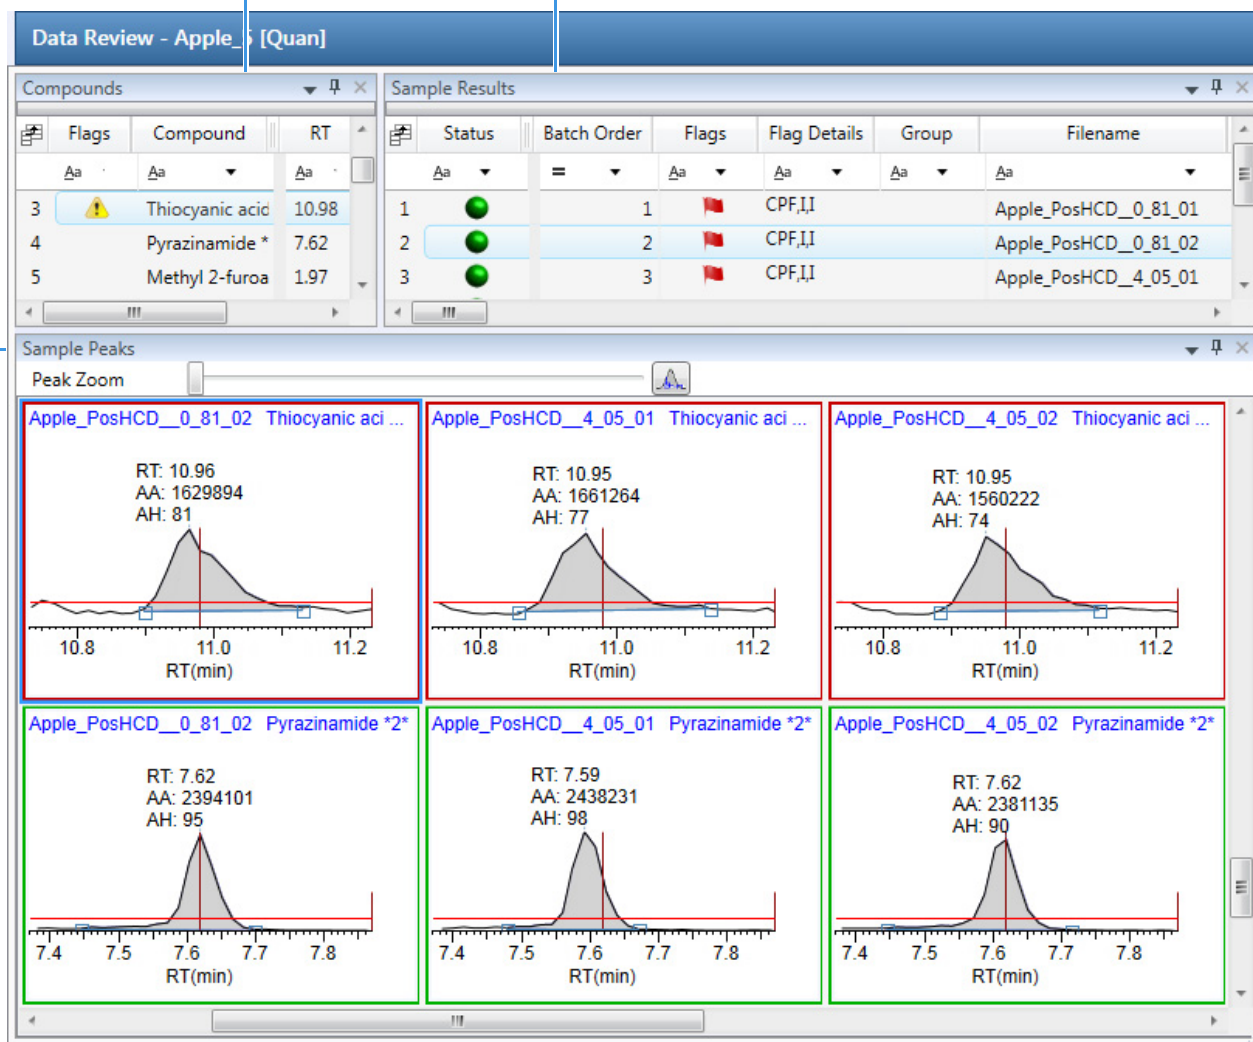 Data Review - Apple_5 [Quan]
Compounds
Flags Compound RT
Aa Aa Aa
3 Thiocyanic acid 10.98
4 Pyrazinamide * 7.62
5 Methyl 2-furoa 1.97
Sample Results
Status Batch Order Flags Flag Details Group Filename
Aa = Aa Aa Aa Aa
1 1 CPF,I,I Apple_PosHCD__0_81_01
2 2 CPF,I,I Apple_PosHCD__0_81_02
3 3 CPF,I,I Apple_PosHCD__4_05_01
Sample Peaks
Peak Zoom
Apple_PosHCD__0_81_02 Thiocyanic aci ...
RT: 10.96
AA: 1629894
AH: 81
10.8 11.0 11.2
RT(min)
Apple_PosHCD__4_05_01 Thiocyanic aci ...
RT: 10.95
AA: 1661264
AH: 77
10.8 11.0 11.2
RT(min)
Apple_PosHCD__4_05_02 Thiocyanic aci ...
RT: 10.95
AA: 1560222
AH: 74
10.8 11.0 11.2
RT(min)
Apple_PosHCD__0_81_02 Pyrazinamide *2*
RT: 7.62
AA: 2394101
AH: 95
7.4 7.5 7.6 7.7 7.8
RT(min)
Apple_PosHCD__4_05_01 Pyrazinamide *2*
RT: 7.59
AA: 2438231
AH: 98
7.4 7.5 7.6 7.7 7.8
RT(min)
Apple_PosHCD__4_05_02 Pyrazinamide *2*
RT: 7.62
AA: 2381135
AH: 90
7.4 7.5 7.6 7.7 7.8
RT(min)